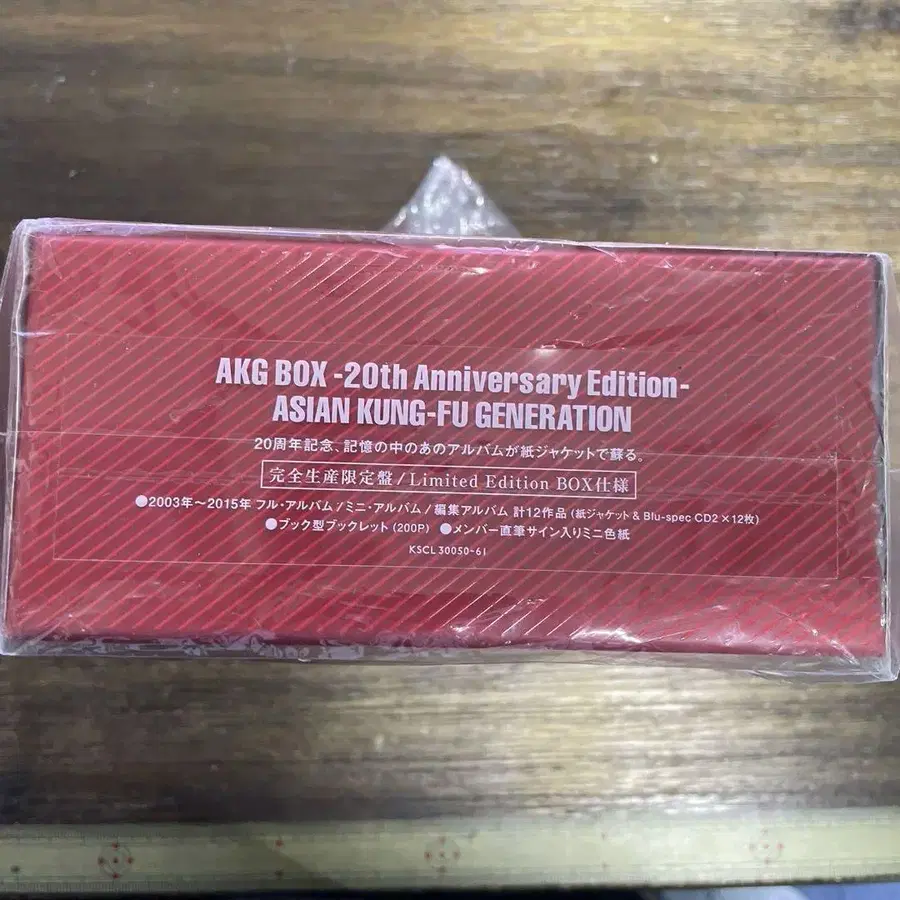 AKG BOX -20th Anniversary Edition-
ASIAN KUNG-FU GENERATION
20周年記念、記憶の中のあのアルバムが紙ジャケットで蘇る。
完全生産限定盤/Limited Edition BOX仕様
●2003年～2015年 フル・アルバム/ミニ・アルバム/編集アルバム 計12作品 (紙ジャケット & Blu-spec CD2 ×12枚)
●ブック型ブックレット (200P) ●メンバー直筆サイン入りミニ色紙
KSCL 30050-61